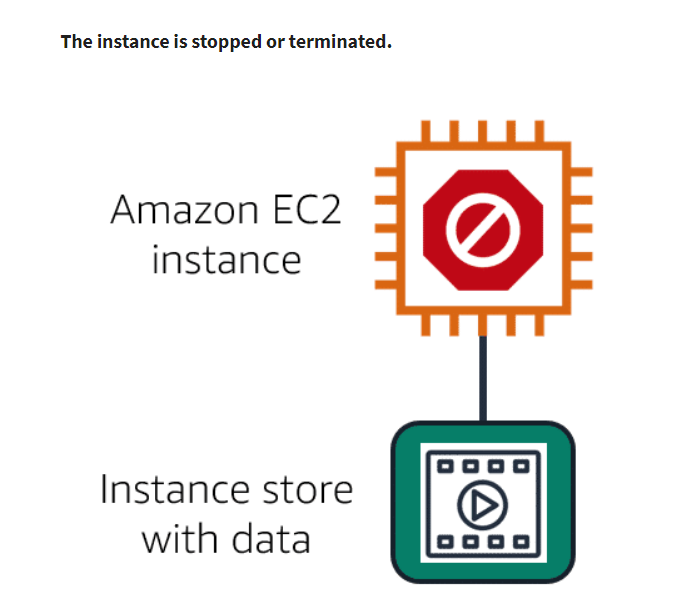 The instance is stopped or terminated.
Amazon EC2
instance
Instance store
with data